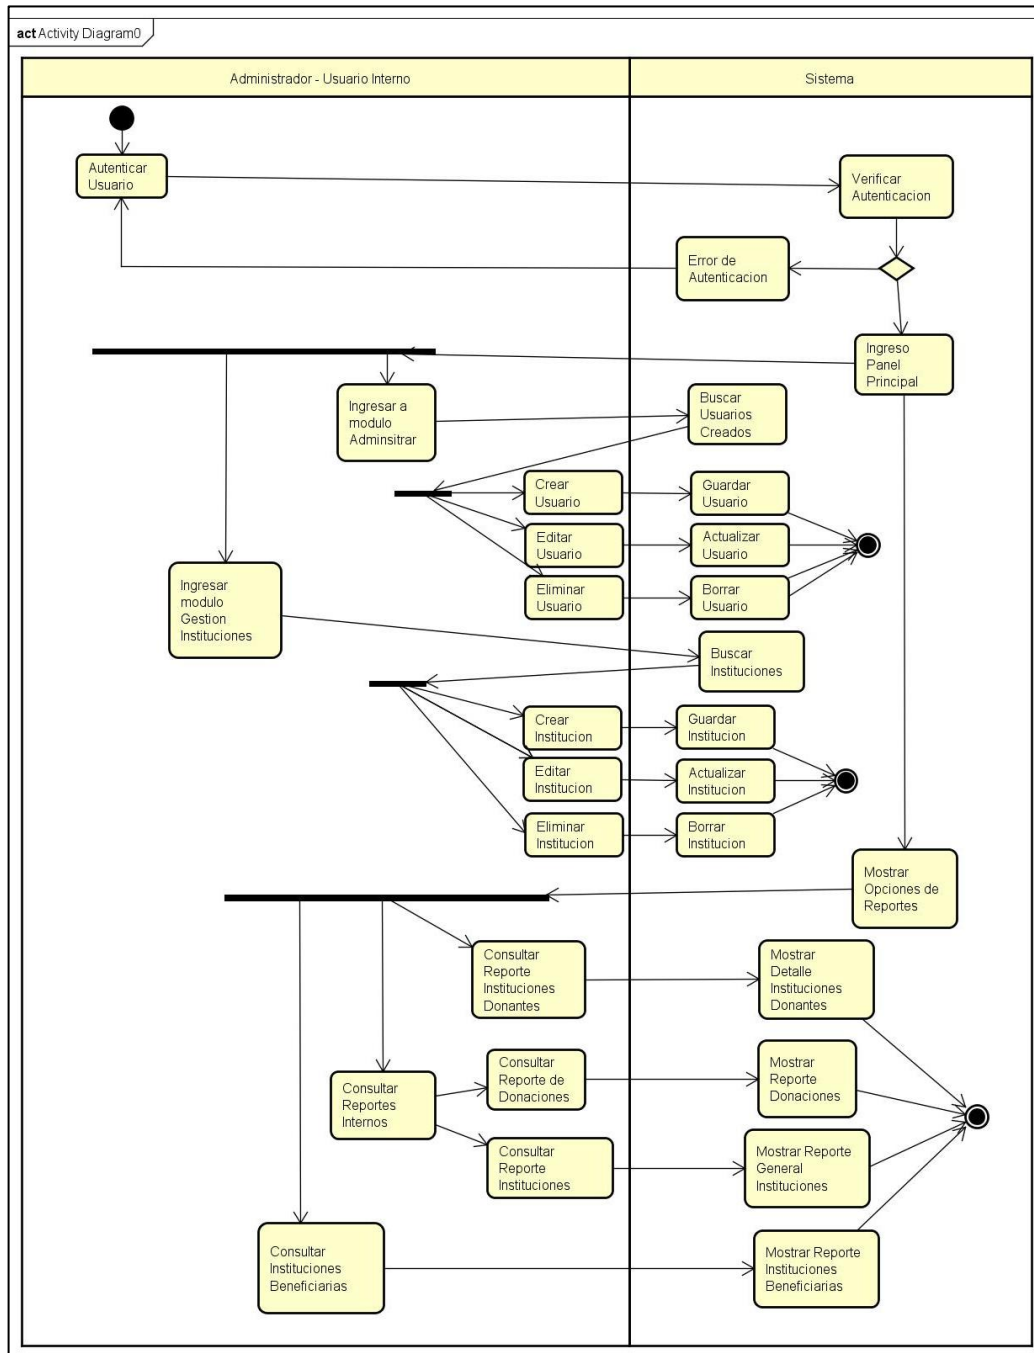 act Activity Diagram0
Administrador - Usuario Interno
Sistema
Autenticar
Usuario
Verificar
Autenticacion
Error de
Autenticacion
Ingreso
Panel
Principal
Ingresar a
modulo
Adminsitrar
Buscar
Usuarios
Creados
Crear
Usuario
Guardar
Usuario
Editar
Usuario
Actualizar
Usuario
Eliminar
Usuario
Borrar
Usuario
Ingresar
modulo
Gestion
Instituciones
Buscar
Instituciones
Crear
Institucion
Guardar
Institucion
Editar
Institucion
Actualizar
Institucion
Eliminar
Institucion
Borrar
Institucion
Mostrar
Opciones de
Reportes
Consultar
Reporte
Instituciones
Donantes
Mostrar
Detalle
Instituciones
Donantes
Consultar
Reportes
Internos
Consultar
Reporte de
Donaciones
Mostrar
Reporte
Donaciones
Consultar
Reporte
Instituciones
Mostrar Reporte
General
Instituciones
Consultar
Instituciones
Beneficiarias
Mostrar Reporte
Instituciones
Beneficiarias